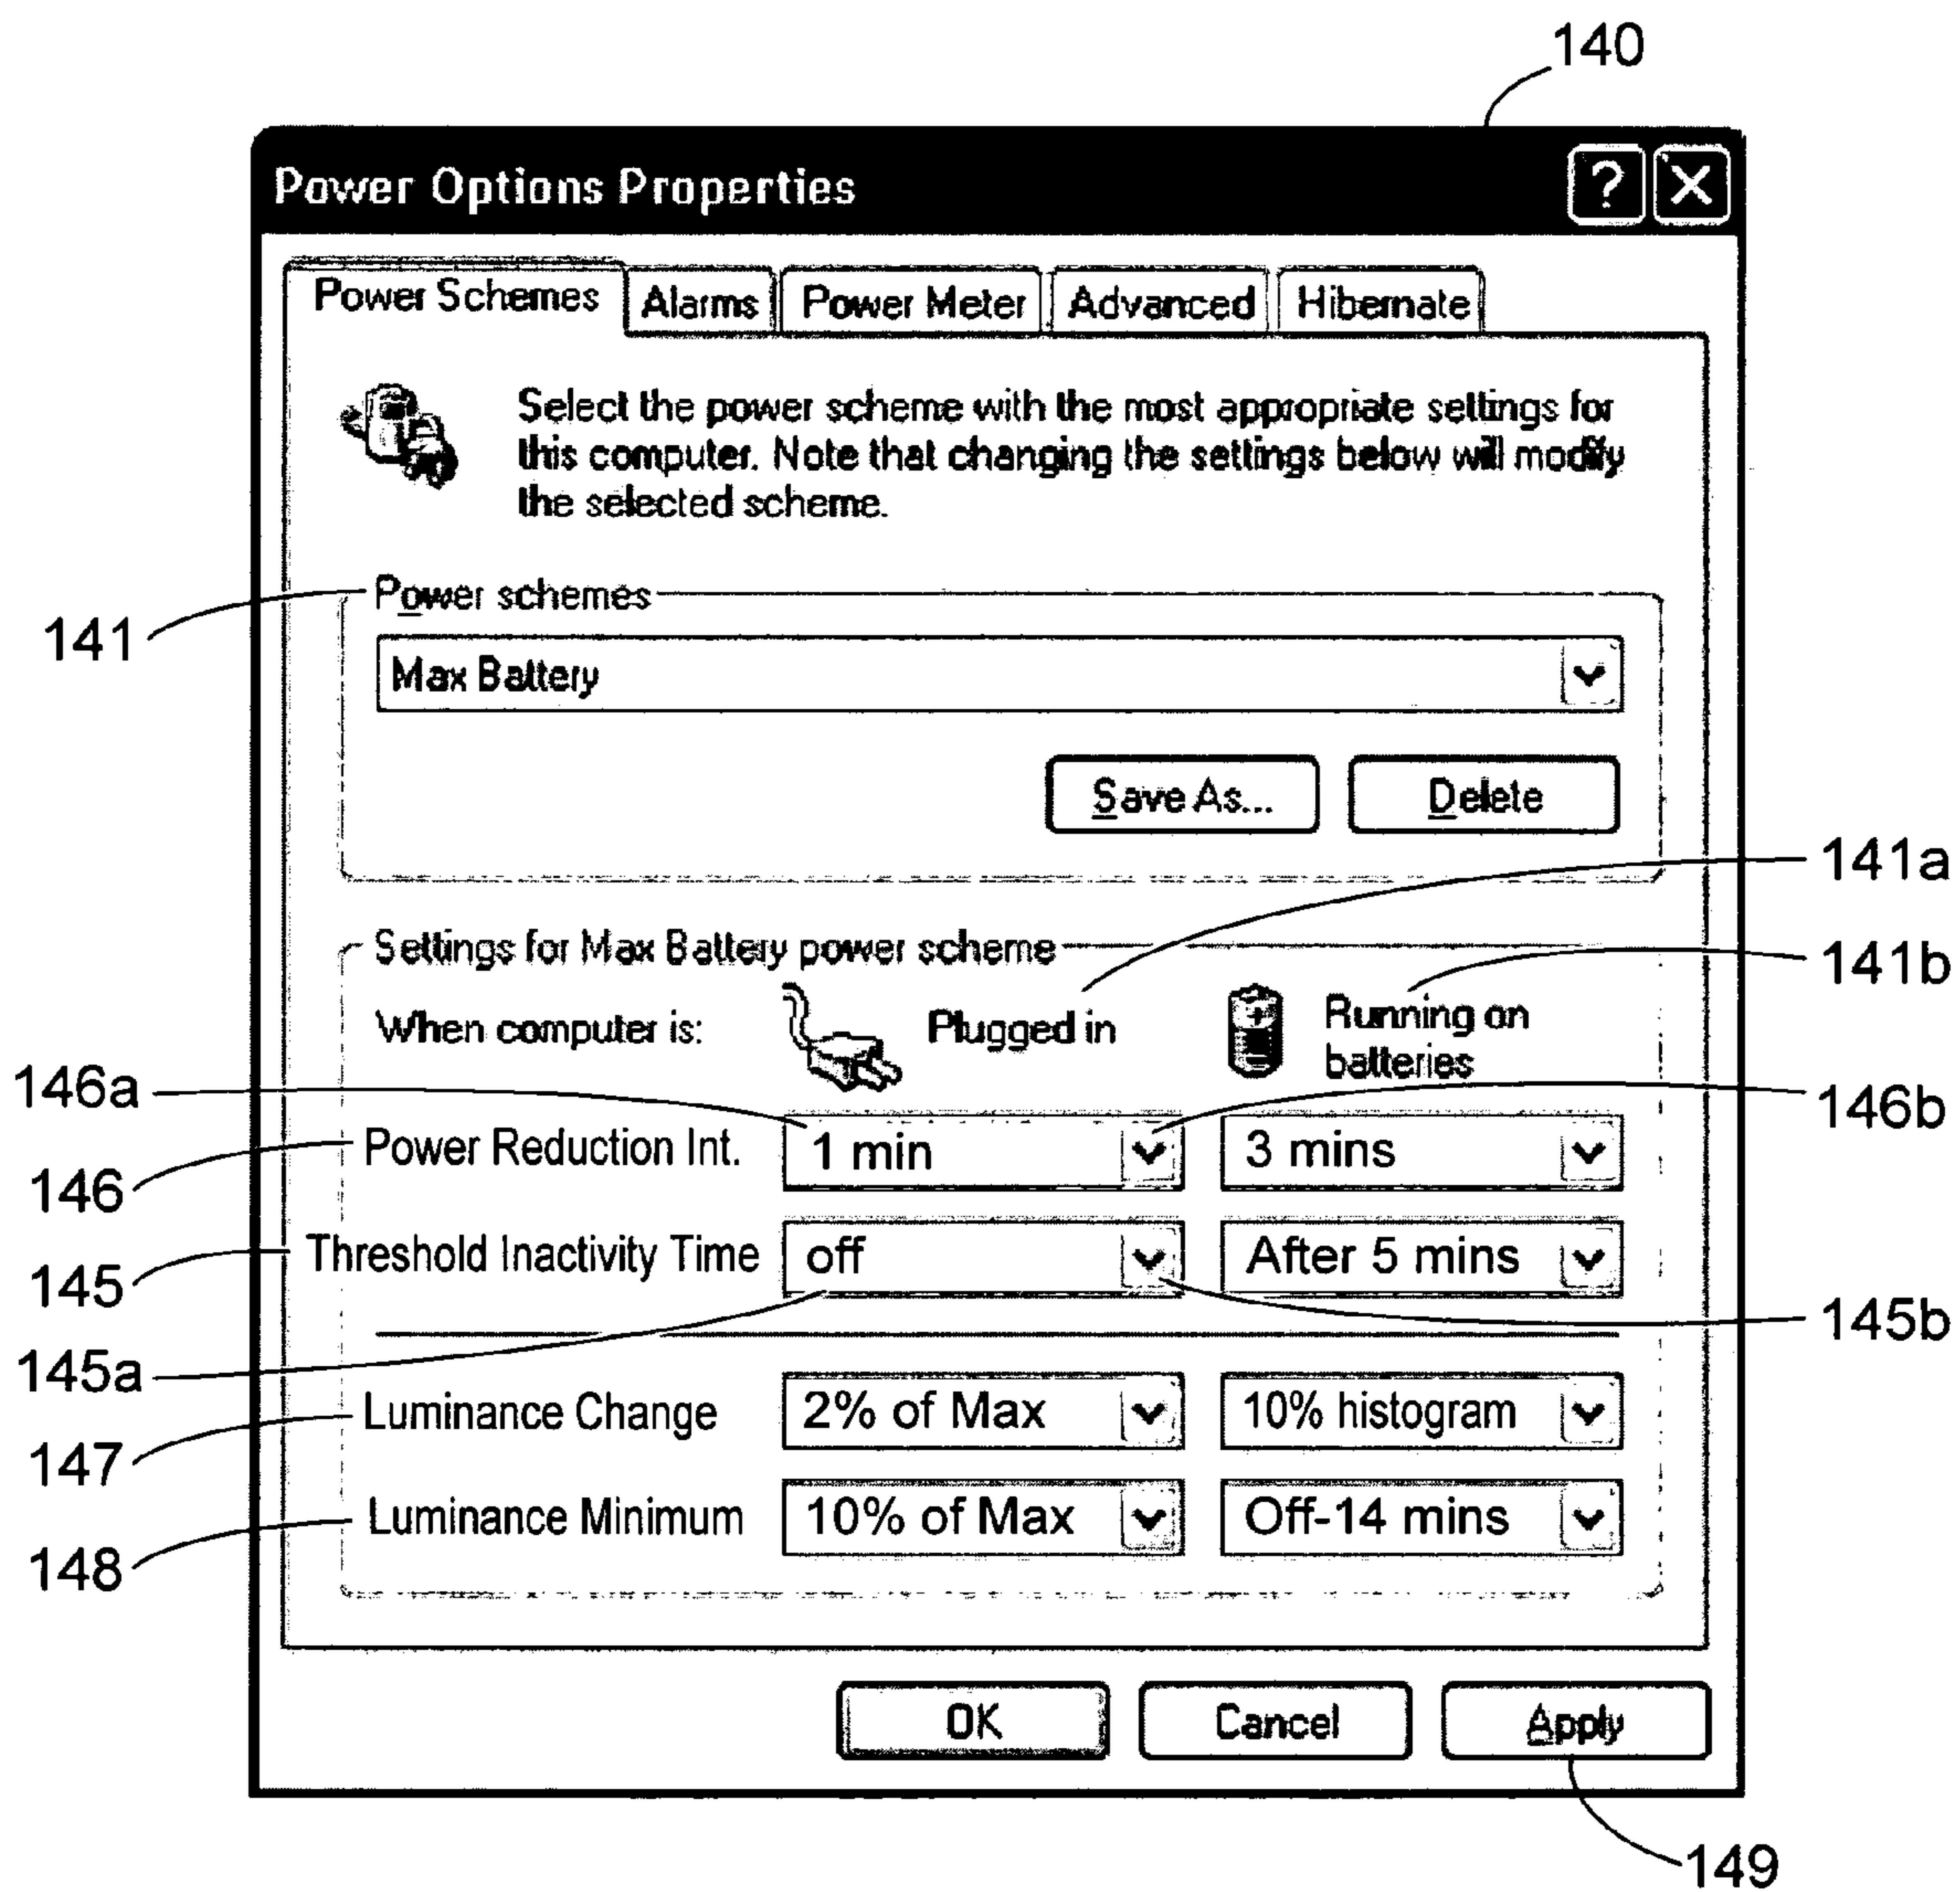 140
Power Options Properties
? X
Power Schemes Alarms Power Meter Advanced Hibernate
Select the power scheme with the most appropriate settings for
this computer. Note that changing the settings below will modify
the selected scheme.
141
Power schemes
Max Battery
Save As... Delete
141a
Settings for Max Battery power scheme
141b
When computer is: Plugged in Running on
batteries
146a
146b
146 Power Reduction Int. 1 min 3 mins
145 Threshold Inactivity Time off After 5 mins
145b
145a
147 Luminance Change 2% of Max 10% histogram
148 Luminance Minimum 10% of Max Off-14 mins
OK Cancel Apply
149